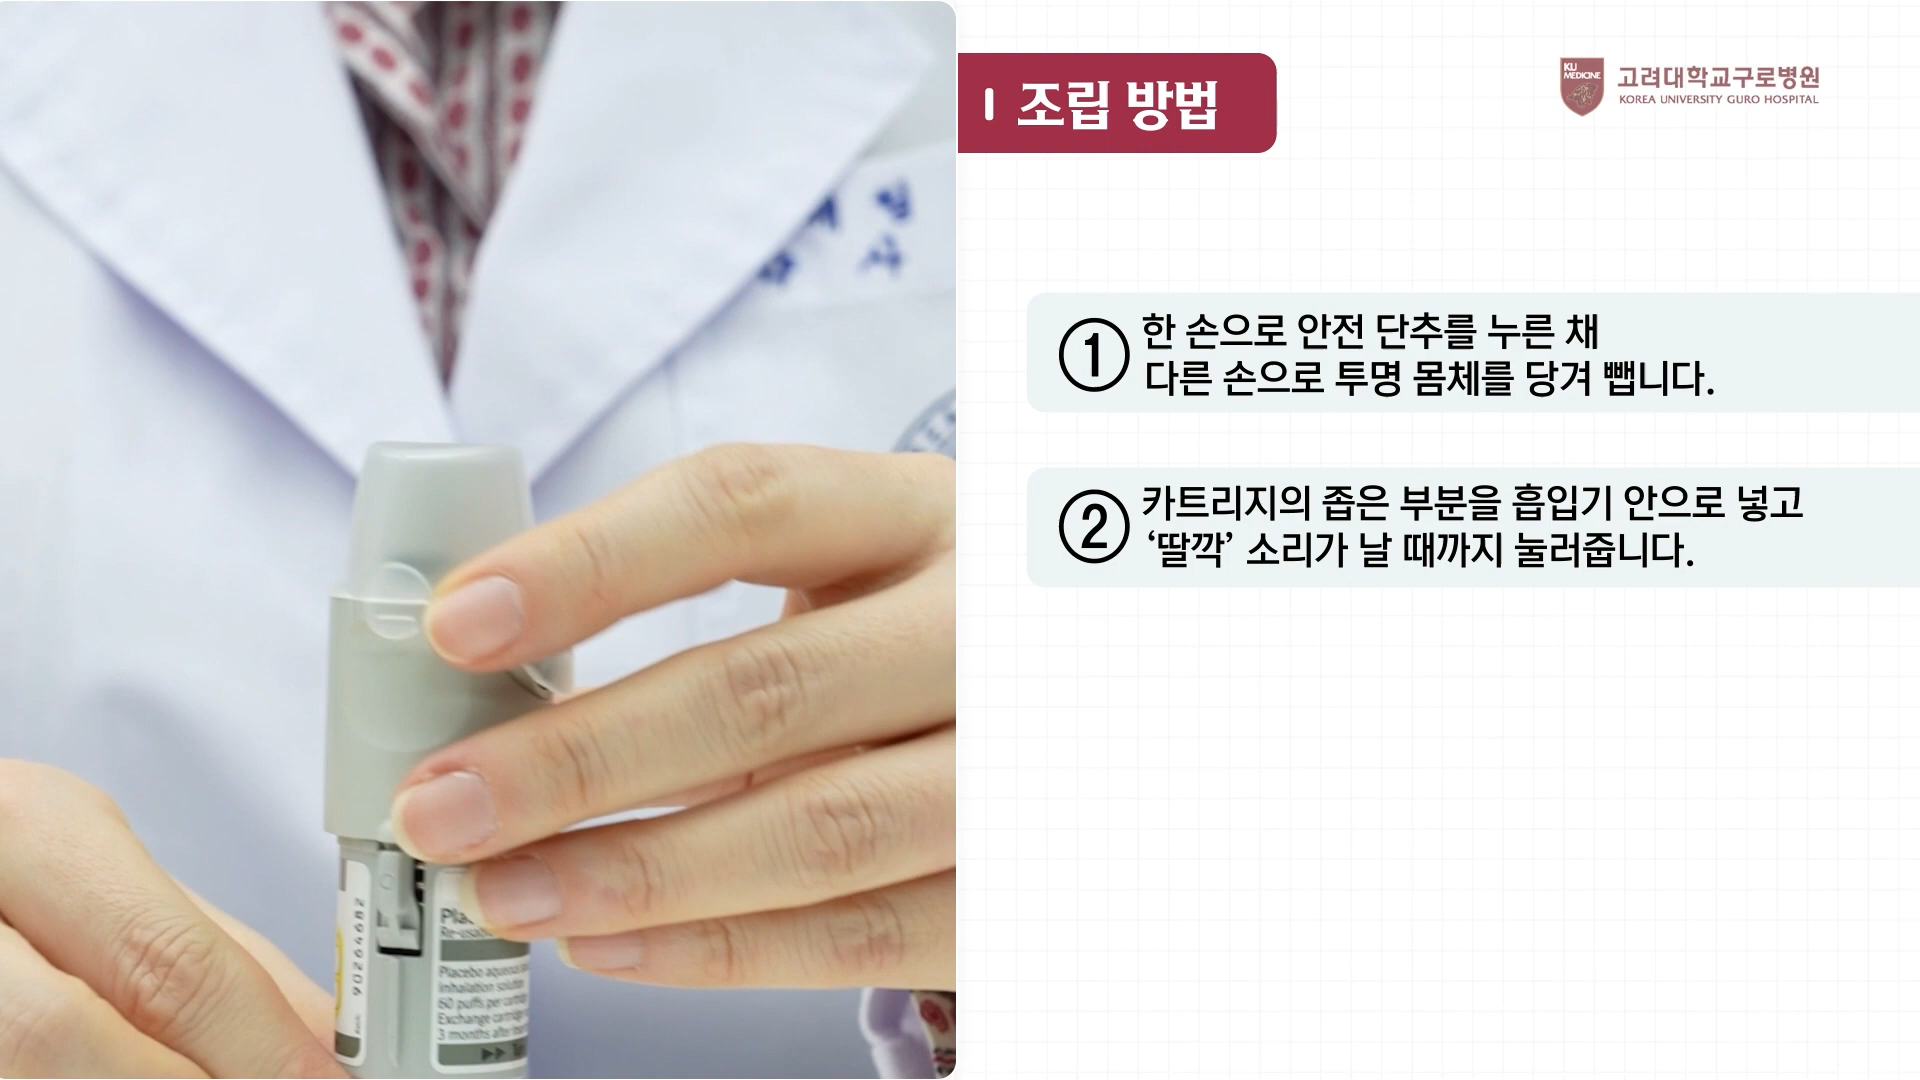 조립 방법
KU
MEDICINE
고려대학교구로병원
KOREA UNIVERSITY GURO HOSPITAL
① 한 손으로 안전 단추를 누른 채
다른 손으로 투명 몸체를 당겨 뺍니다.
② 카트리지의 좁은 부분을 흡입기 안으로 넣고
‘딸깍’ 소리가 날 때까지 눌러줍니다.
90264682
Placebo aqueous
inhalation solution
60 puffs per cartridge
Exchange cartridge
3 months after